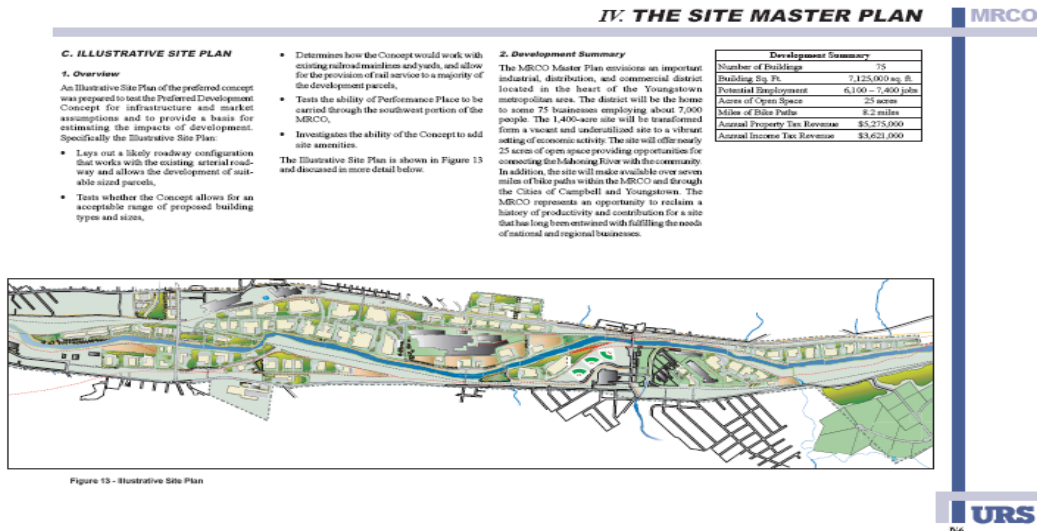 IV. THE SITE MASTER PLAN
MRCO
C. ILLUSTRATIVE SITE PLAN
1. Overview
An Illustrative Site Plan of the preferred concept
was prepared to test the Preferred Development
Concept for infrastructure and market
assumptions and to provide a basis for
estimating the impacts of development.
Specifically the Illustrative Site Plan:
• Lays out a likely roadway configuration
that works with the existing arterial road-
way and allows the development of suit-
able sized parcels,
• Tests whether the Concept allows for an
acceptable range of proposed building
types and sizes,
• Determines how the Concept would work with
existing railroad mainlines and yards, and allow
for the provision of rail service to a majority of
the development parcels,
• Tests the ability of Performance Place to be
carried through the southwest portion of the
MRCO,
• Investigates the ability of the Concept to add
site amenities.
The Illustrative Site Plan is shown in Figure 13
and discussed in more detail below.
2. Development Summary
The MRCO Master Plan envisions an important
industrial, distribution, and commercial district
located in the heart of the Youngstown
metropolitan area. The district will be the home
to some 75 businesses employing about 7,000
people. The 1,400-acre site will be transformed
form a vacant and underutilized site to a vibrant
setting of economic activity. The site will offer nearly
25 acres of open space providing opportunities for
connecting the Mahoning River with the community.
In addition, the site will make available over seven
miles of bike paths within the MRCO and through
the Cities of Campbell and Youngstown. The
MRCO represents an opportunity to reclaim a
history of productivity and contribution for a site
that has long been entwined with fulfilling the needs
of national and regional businesses.
Development Summary
Number of Buildings 75
Building Sq. Ft. 7,125,000 sq. ft.
Potential Employment 6,100 – 7,400 jobs
Acres of Open Space 25 acres
Miles of Bike Paths 8.2 miles
Annual Property Tax Revenue $5,275,000
Annual Income Tax Revenue $3,621,000
Figure 13 - Illustrative Site Plan
URS